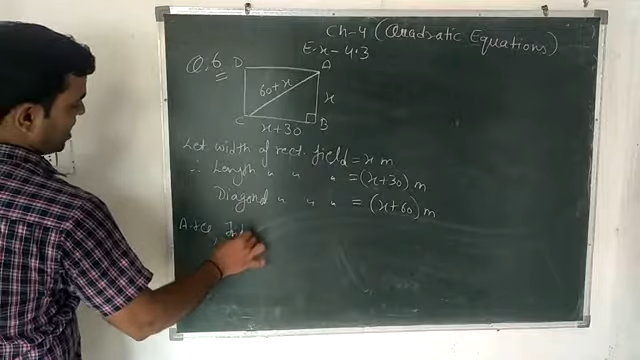 Ch-4 (Quadratic Equations)
Ex-4.3
Q.6
D A
60+x
x
C B
x+30
Let width of rect. field = x m
∴ Length " " " = (x+30) m
Diagonal " " " = (x+60) m